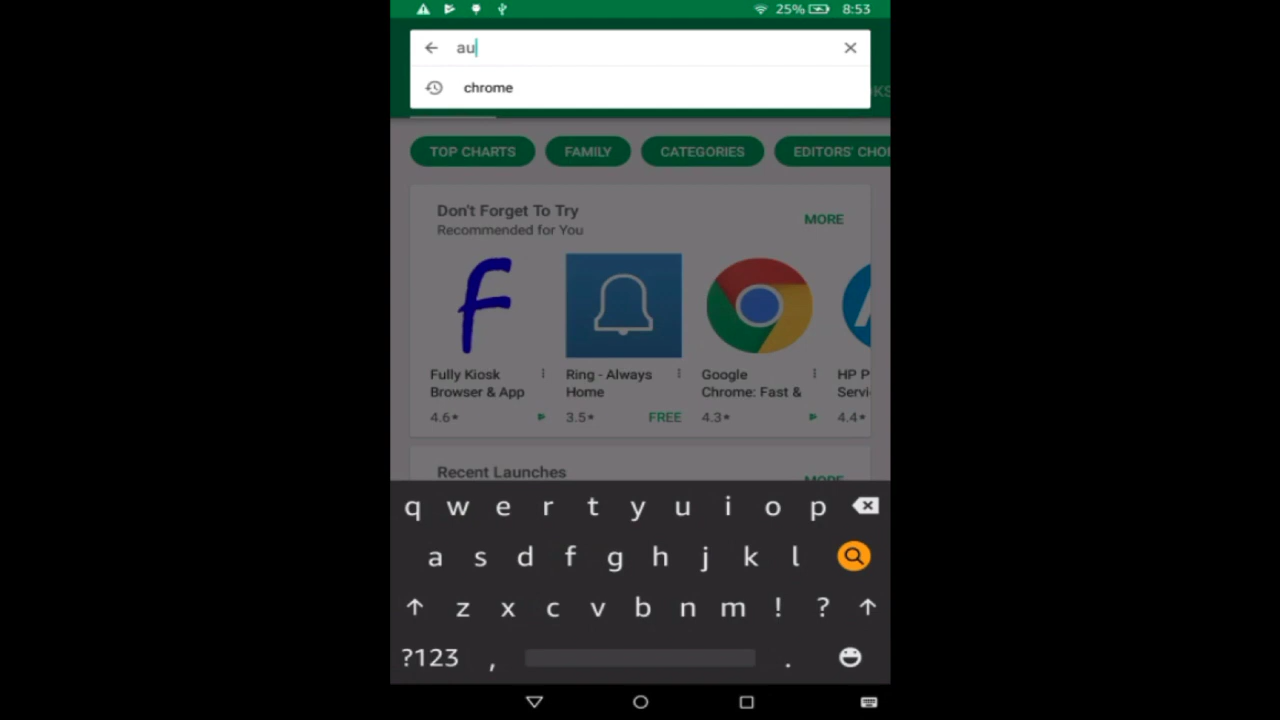 25% 8:53
au
chrome
KS
TOP CHARTS FAMILY CATEGORIES EDITORS' CHOI
Don't Forget To Try
Recommended for You
MORE
Fully Kiosk
Browser & App
4.6★
Ring - Always
Home
3.5★ FREE
Google
Chrome: Fast &
4.3★
HP P
Servi
4.4★
Recent Launches
MORE
q w e r t y u i o p
a s d f g h j k l
z x c v b n m ! ?
?123 , .